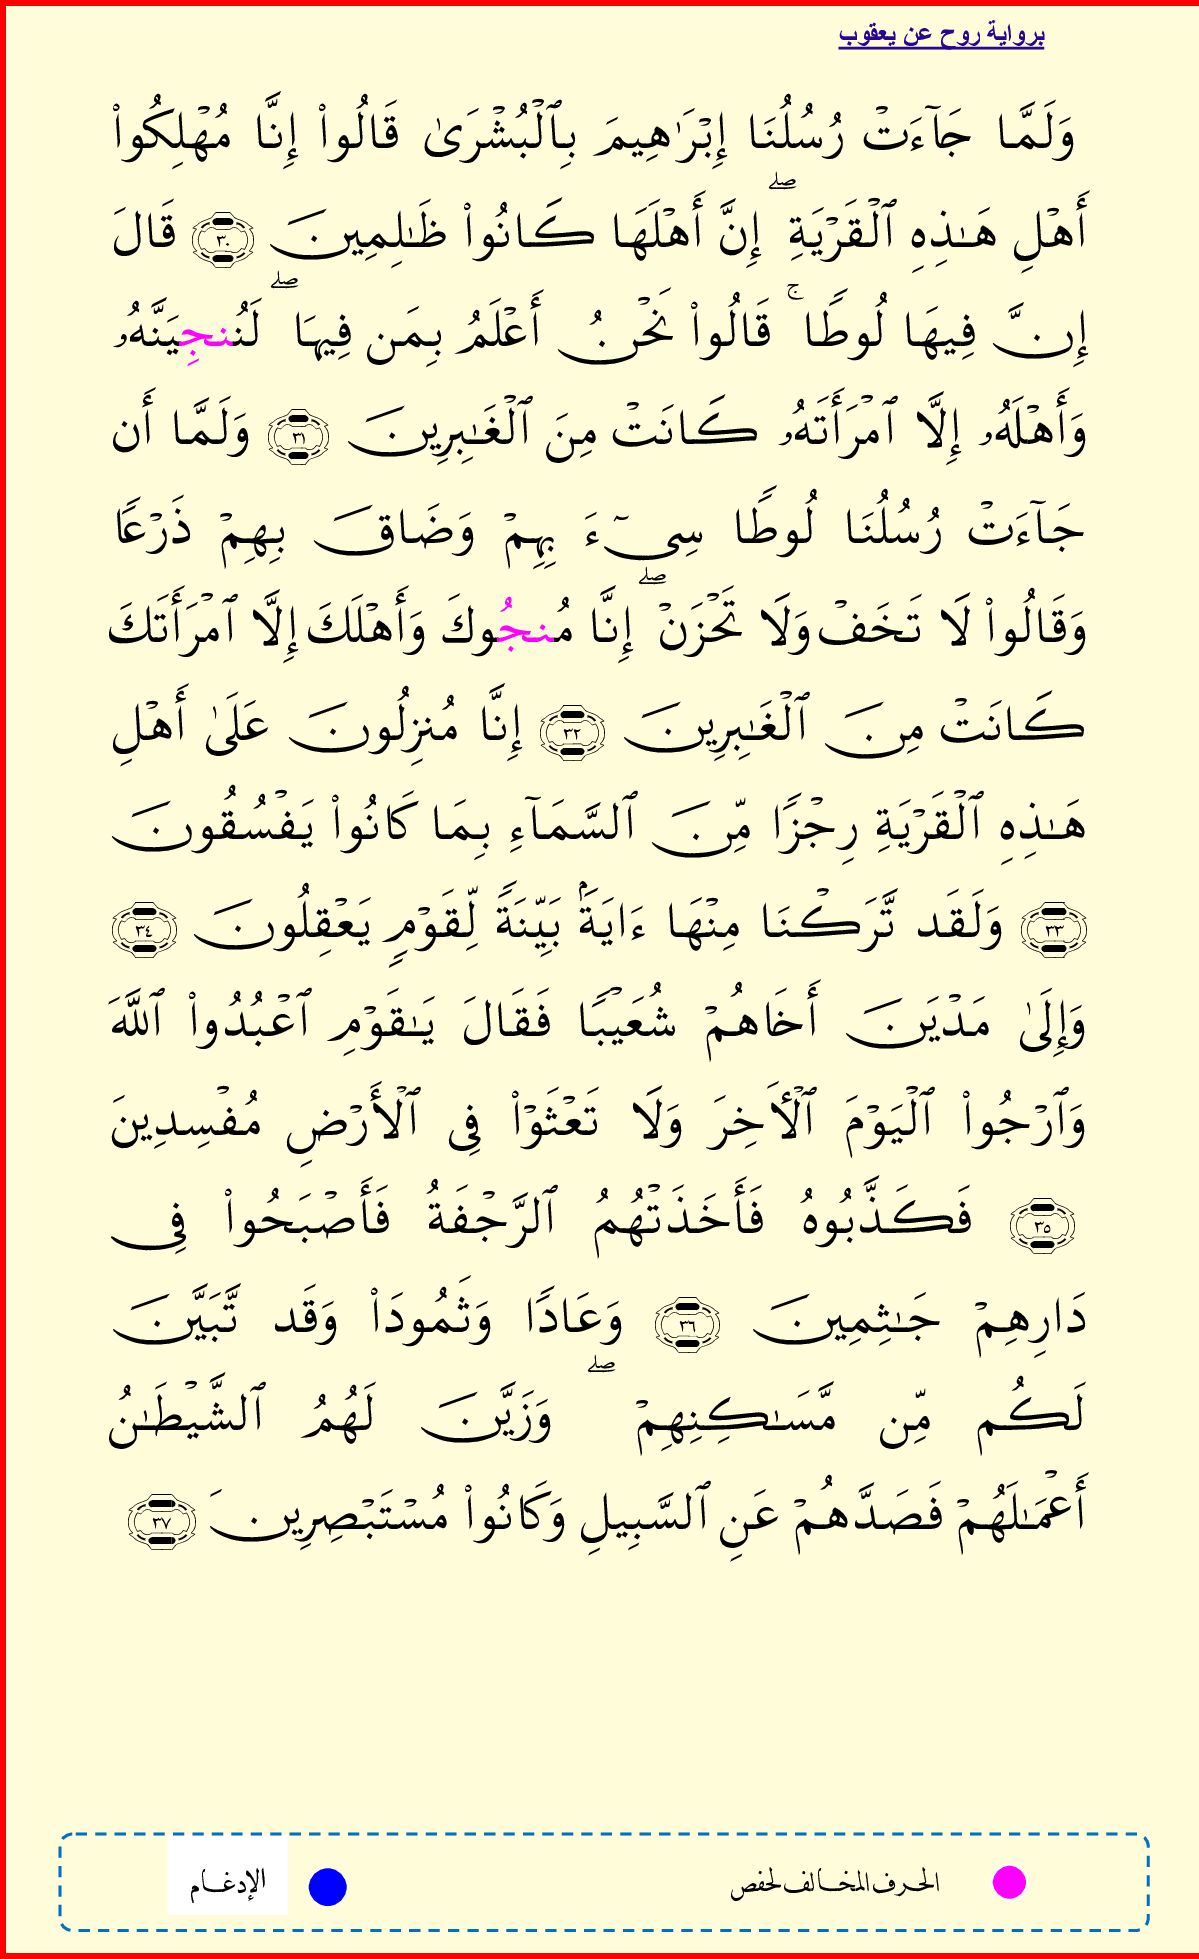 برواية روح عن يعقوب
وَلَمَّا جَآءَتْ رُسُلُنَا إِبْرَٰهِيمَ بِٱلْبُشْرَىٰ قَالُوا۟ إِنَّا مُهْلِكُوا۟
أَهْلِ هَـٰذِهِ ٱلْقَرْيَةِ ۖ إِنَّ أَهْلَهَا كَانُوا۟ ظَـٰلِمِينَ ٣٠ قَالَ
إِنَّ فِيهَا لُوطًا ۚ قَالُوا۟ نَحْنُ أَعْلَمُ بِمَن فِيهَا ۖ لَنُنجِيَنَّهُۥ
وَأَهْلَهُۥ إِلَّا ٱمْرَأَتَهُۥ كَانَتْ مِنَ ٱلْغَـٰبِرِينَ ٣١ وَلَمَّا أَن
جَآءَتْ رُسُلُنَا لُوطًا سِىٓءَ بِهِمْ وَضَاقَ بِهِمْ ذَرْعًا
وَقَالُوا۟ لَا تَخَفْ وَلَا تَحْزَنْ ۖ إِنَّا مُنجُوكَ وَأَهْلَكَ إِلَّا ٱمْرَأَتَكَ
كَانَتْ مِنَ ٱلْغَـٰبِرِينَ ٣٢ إِنَّا مُنزِلُونَ عَلَىٰ أَهْلِ
هَـٰذِهِ ٱلْقَرْيَةِ رِجْزًا مِّنَ ٱلسَّمَآءِ بِمَا كَانُوا۟ يَفْسُقُونَ
٣٣ وَلَقَد تَّرَكْنَا مِنْهَا ءَايَةًۢ بَيِّنَةً لِّقَوْمٍ يَعْقِلُونَ ٣٤
وَإِلَىٰ مَدْيَنَ أَخَاهُمْ شُعَيْبًا فَقَالَ يَـٰقَوْمِ ٱعْبُدُوا۟ ٱللَّهَ
وَٱرْجُوا۟ ٱلْيَوْمَ ٱلْـَٔاخِرَ وَلَا تَعْثَوْا۟ فِى ٱلْأَرْضِ مُفْسِدِينَ
٣٥ فَكَذَّبُوهُ فَأَخَذَتْهُمُ ٱلرَّجْفَةُ فَأَصْبَحُوا۟ فِى
دَارِهِمْ جَـٰثِمِينَ ٣٦ وَعَادًا وَثَمُودَا۟ وَقَد تَّبَيَّنَ
لَكُم مِّن مَّسَـٰكِنِهِمْ ۖ وَزَيَّنَ لَهُمُ ٱلشَّيْطَـٰنُ
أَعْمَـٰلَهُمْ فَصَدَّهُمْ عَنِ ٱلسَّبِيلِ وَكَانُوا۟ مُسْتَبْصِرِينَ ٣٧
الحرف المخالف لحفص
الإدغام